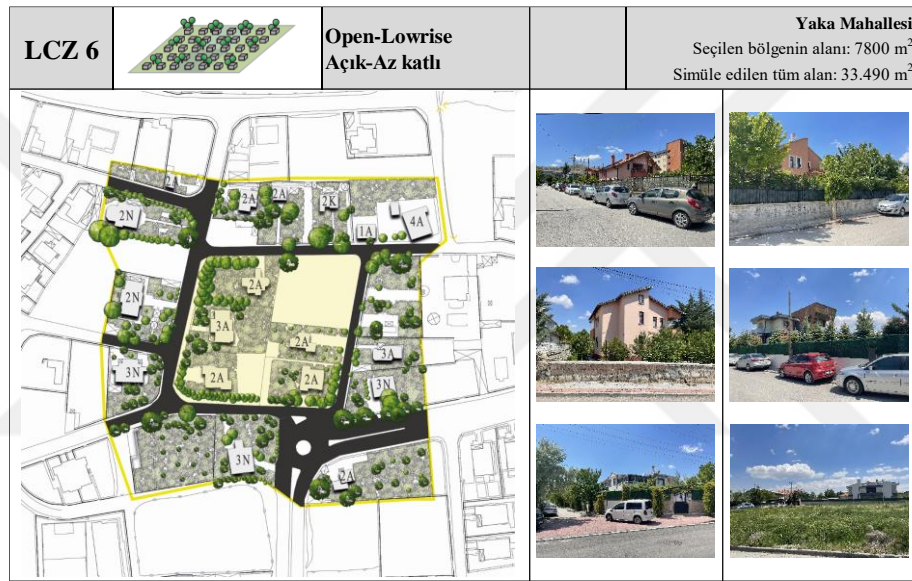 LCZ 6
Open-Lowrise
Açık-Az katlı
Yaka Mahallesi
Seçilen bölgenin alanı: 7800 m²
Simüle edilen tüm alan: 33.490 m²
2A
2N
2A
2A
2K
1A
4A
2N
2A
3A
2A
3A
3N
2A
2A
3N
3N
2A